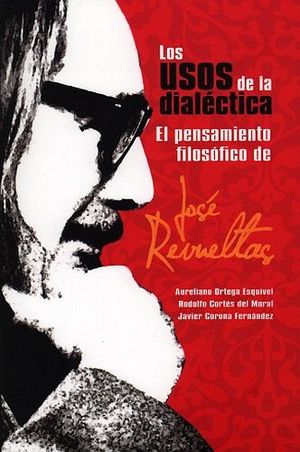 Los
USOS de la
dialéctica
El pensamiento
filosófico de
José
Revueltas
Aureliano Ortega Esquivel
Rodolfo Cortés del Moral
Javier Corona Fernández